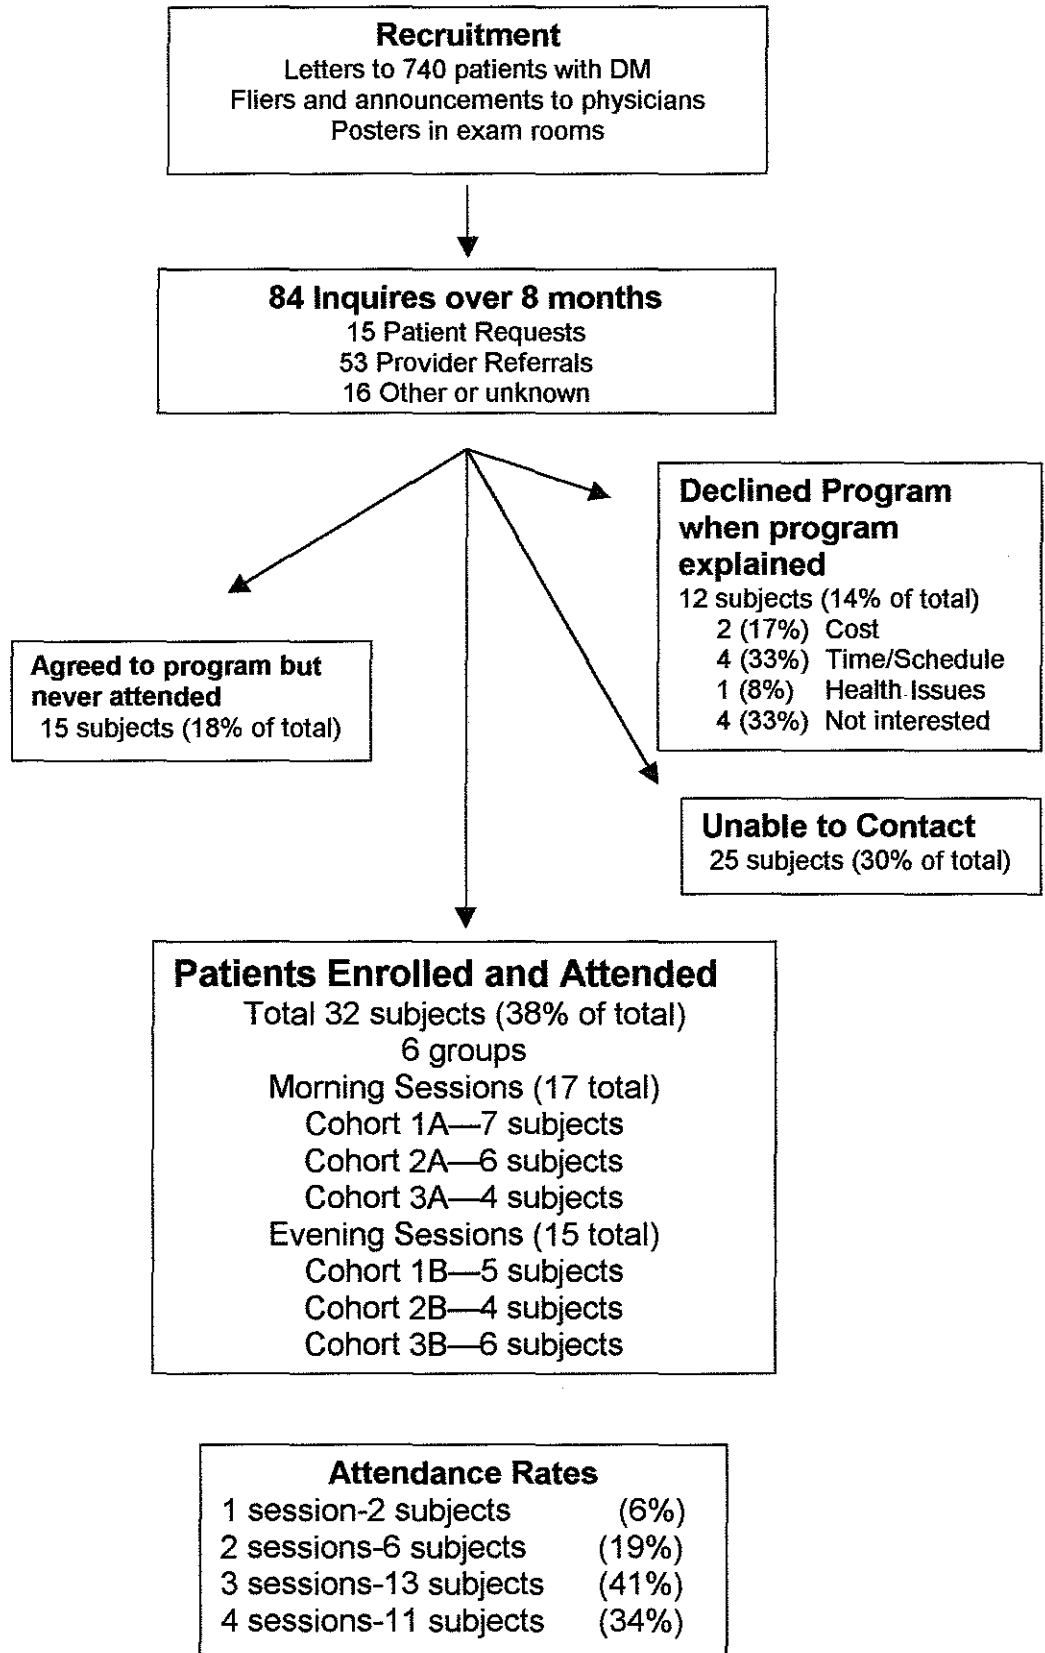 Recruitment
Letters to 740 patients with DM
Fliers and announcements to physicians
Posters in exam rooms
84 Inquires over 8 months
15 Patient Requests
53 Provider Referrals
16 Other or unknown
Declined Program
when program
explained
12 subjects (14% of total)
2 (17%) Cost
4 (33%) Time/Schedule
1 (8%) Health Issues
4 (33%) Not interested
Agreed to program but
never attended
15 subjects (18% of total)
Unable to Contact
25 subjects (30% of total)
Patients Enrolled and Attended
Total 32 subjects (38% of total)
6 groups
Morning Sessions (17 total)
Cohort 1A—7 subjects
Cohort 2A—6 subjects
Cohort 3A—4 subjects
Evening Sessions (15 total)
Cohort 1B—5 subjects
Cohort 2B—4 subjects
Cohort 3B—6 subjects
Attendance Rates
1 session-2 subjects (6%)
2 sessions-6 subjects (19%)
3 sessions-13 subjects (41%)
4 sessions-11 subjects (34%)